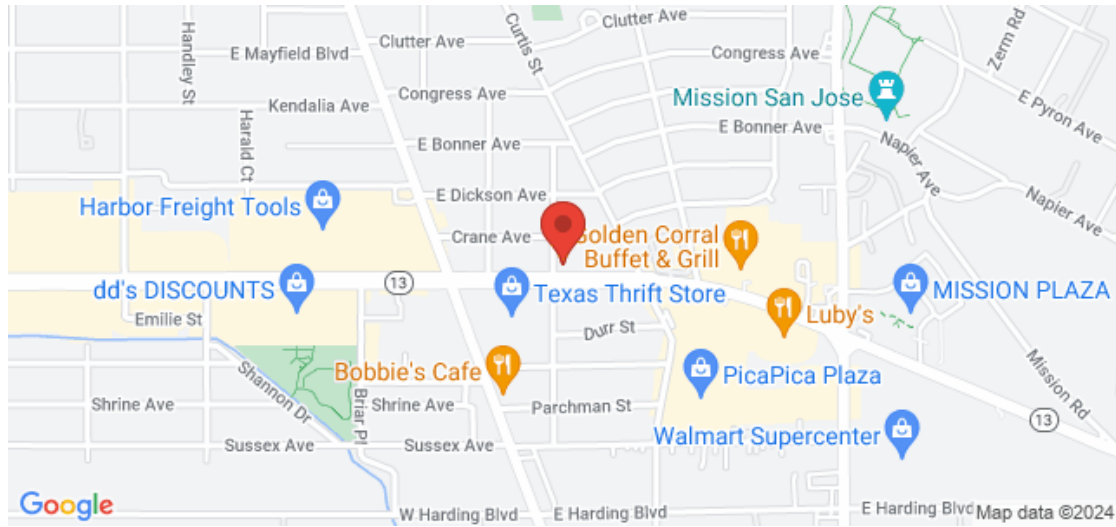 Clutter Ave
Zerm Rd
Handley St
Curtis St
Clutter Ave
E Mayfield Blvd
Congress Ave
Congress Ave
Kendalia Ave
Mission San Jose
E Pyron Ave
Harald Ct
E Bonner Ave
E Bonner Ave
Napier Ave
E Dickson Ave
Napier Ave
Harbor Freight Tools
Crane Ave
Golden Corral
Buffet & Grill
13
dd's DISCOUNTS
Texas Thrift Store
MISSION PLAZA
Emilie St
Durr St
Luby's
Shannon Dr
Bobbie's Cafe
PicaPica Plaza
Mission Rd
Shrine Ave
Briar Pl
Shrine Ave
Parchman St
13
Sussex Ave
Sussex Ave
Walmart Supercenter
Google
W Harding Blvd
E Harding Blvd
E Harding Blvd
Map data ©2024